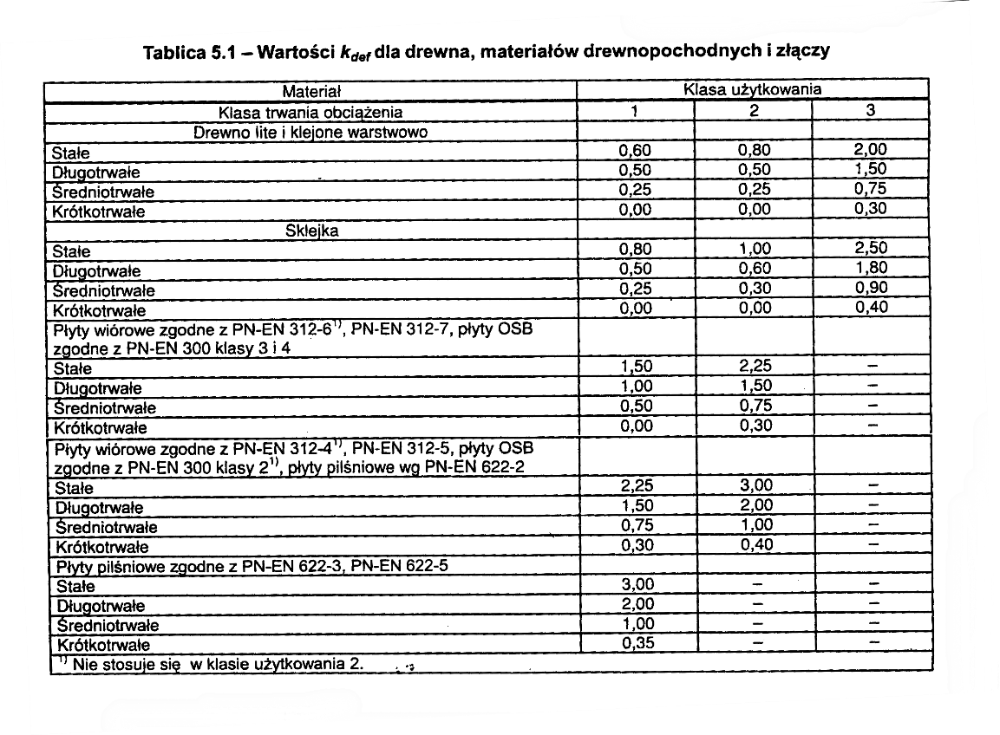 Tablica 5.1 – Wartości kdef dla drewna, materiałów drewnopochodnych i złączy
Materiał Klasa użytkowania
Klasa trwania obciążenia 1 2 3
Drewno lite i klejone warstwowo
Stałe 0,60 0,80 2,00
Długotrwałe 0,50 0,50 1,50
Średniotrwałe 0,25 0,25 0,75
Krótkotrwałe 0,00 0,00 0,30
Sklejka
Stałe 0,80 1,00 2,50
Długotrwałe 0,50 0,60 1,80
Średniotrwałe 0,25 0,30 0,90
Krótkotrwałe 0,00 0,00 0,40
Płyty wiórowe zgodne z PN-EN 312-6¹⁾, PN-EN 312-7, płyty OSB
zgodne z PN-EN 300 klasy 3 i 4
Stałe 1,50 2,25 –
Długotrwałe 1,00 1,50 –
Średniotrwałe 0,50 0,75 –
Krótkotrwałe 0,00 0,30 –
Płyty wiórowe zgodne z PN-EN 312-4¹⁾, PN-EN 312-5, płyty OSB
zgodne z PN-EN 300 klasy 2¹⁾, płyty pilśniowe wg PN-EN 622-2
Stałe 2,25 3,00 –
Długotrwałe 1,50 2,00 –
Średniotrwałe 0,75 1,00 –
Krótkotrwałe 0,30 0,40 –
Płyty pilśniowe zgodne z PN-EN 622-3, PN-EN 622-5
Stałe 3,00 – –
Długotrwałe 2,00 – –
Średniotrwałe 1,00 – –
Krótkotrwałe 0,35 – –
¹⁾ Nie stosuje się w klasie użytkowania 2.